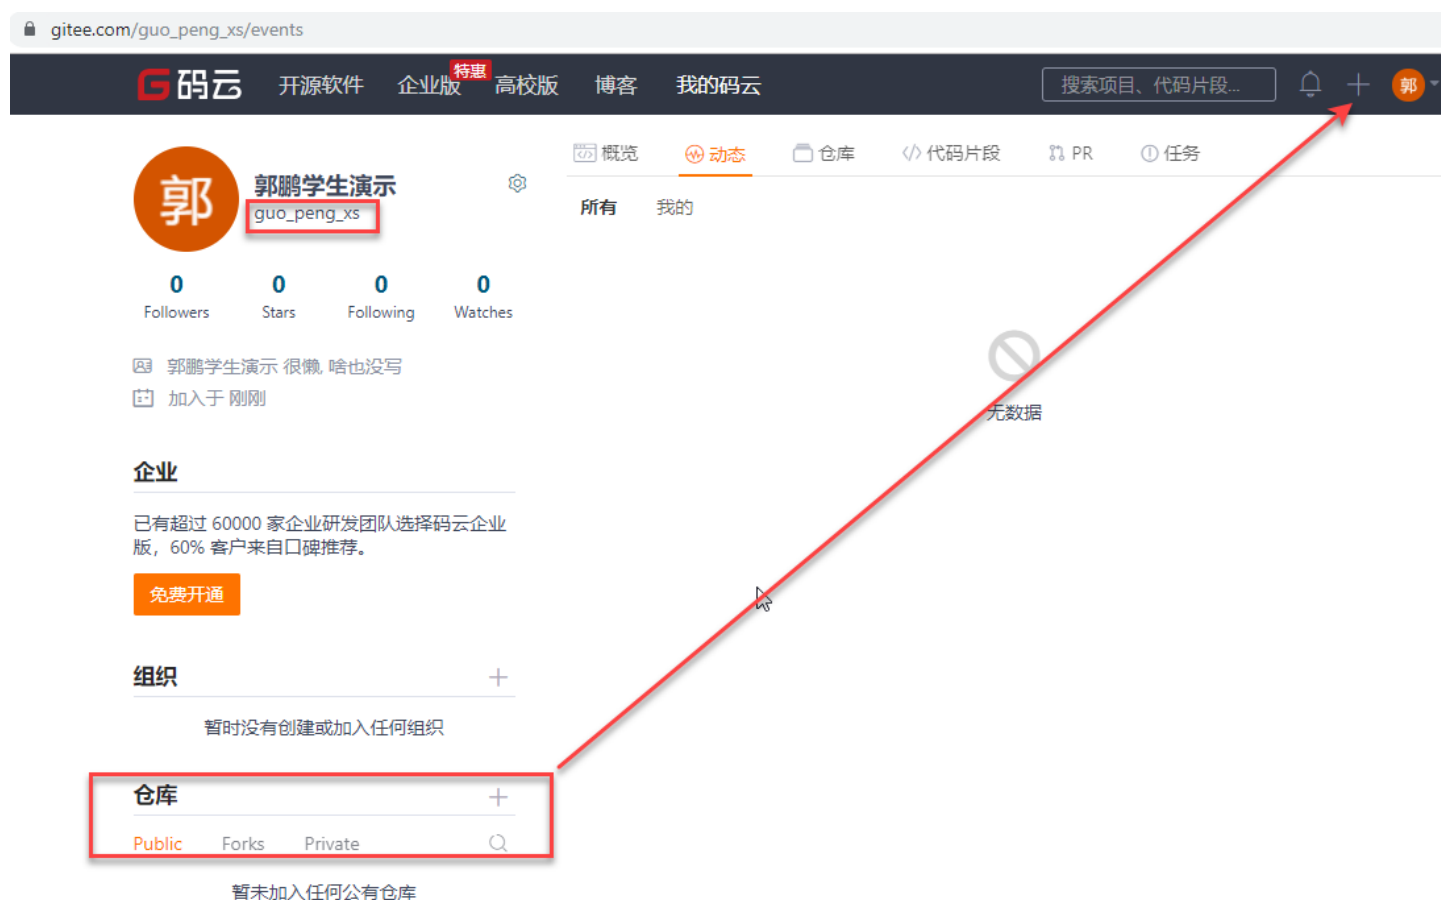 gitee.com/guo_peng_xs/events
G码云 开源软件 企业版 特惠 高校版 博客 我的码云 搜索项目、代码片段... 郭
概览 动态 仓库 代码片段 PR 任务
所有 我的
郭
郭鹏学生演示
guo_peng_xs
0 0 0 0
Followers Stars Following Watches
郭鹏学生演示 很懒, 啥也没写
加入于 刚刚
无数据
企业
已有超过 60000 家企业研发团队选择码云企业
版，60% 客户来自口碑推荐。
免费开通
组织
暂时没有创建或加入任何组织
仓库
Public Forks Private
暂未加入任何公有仓库